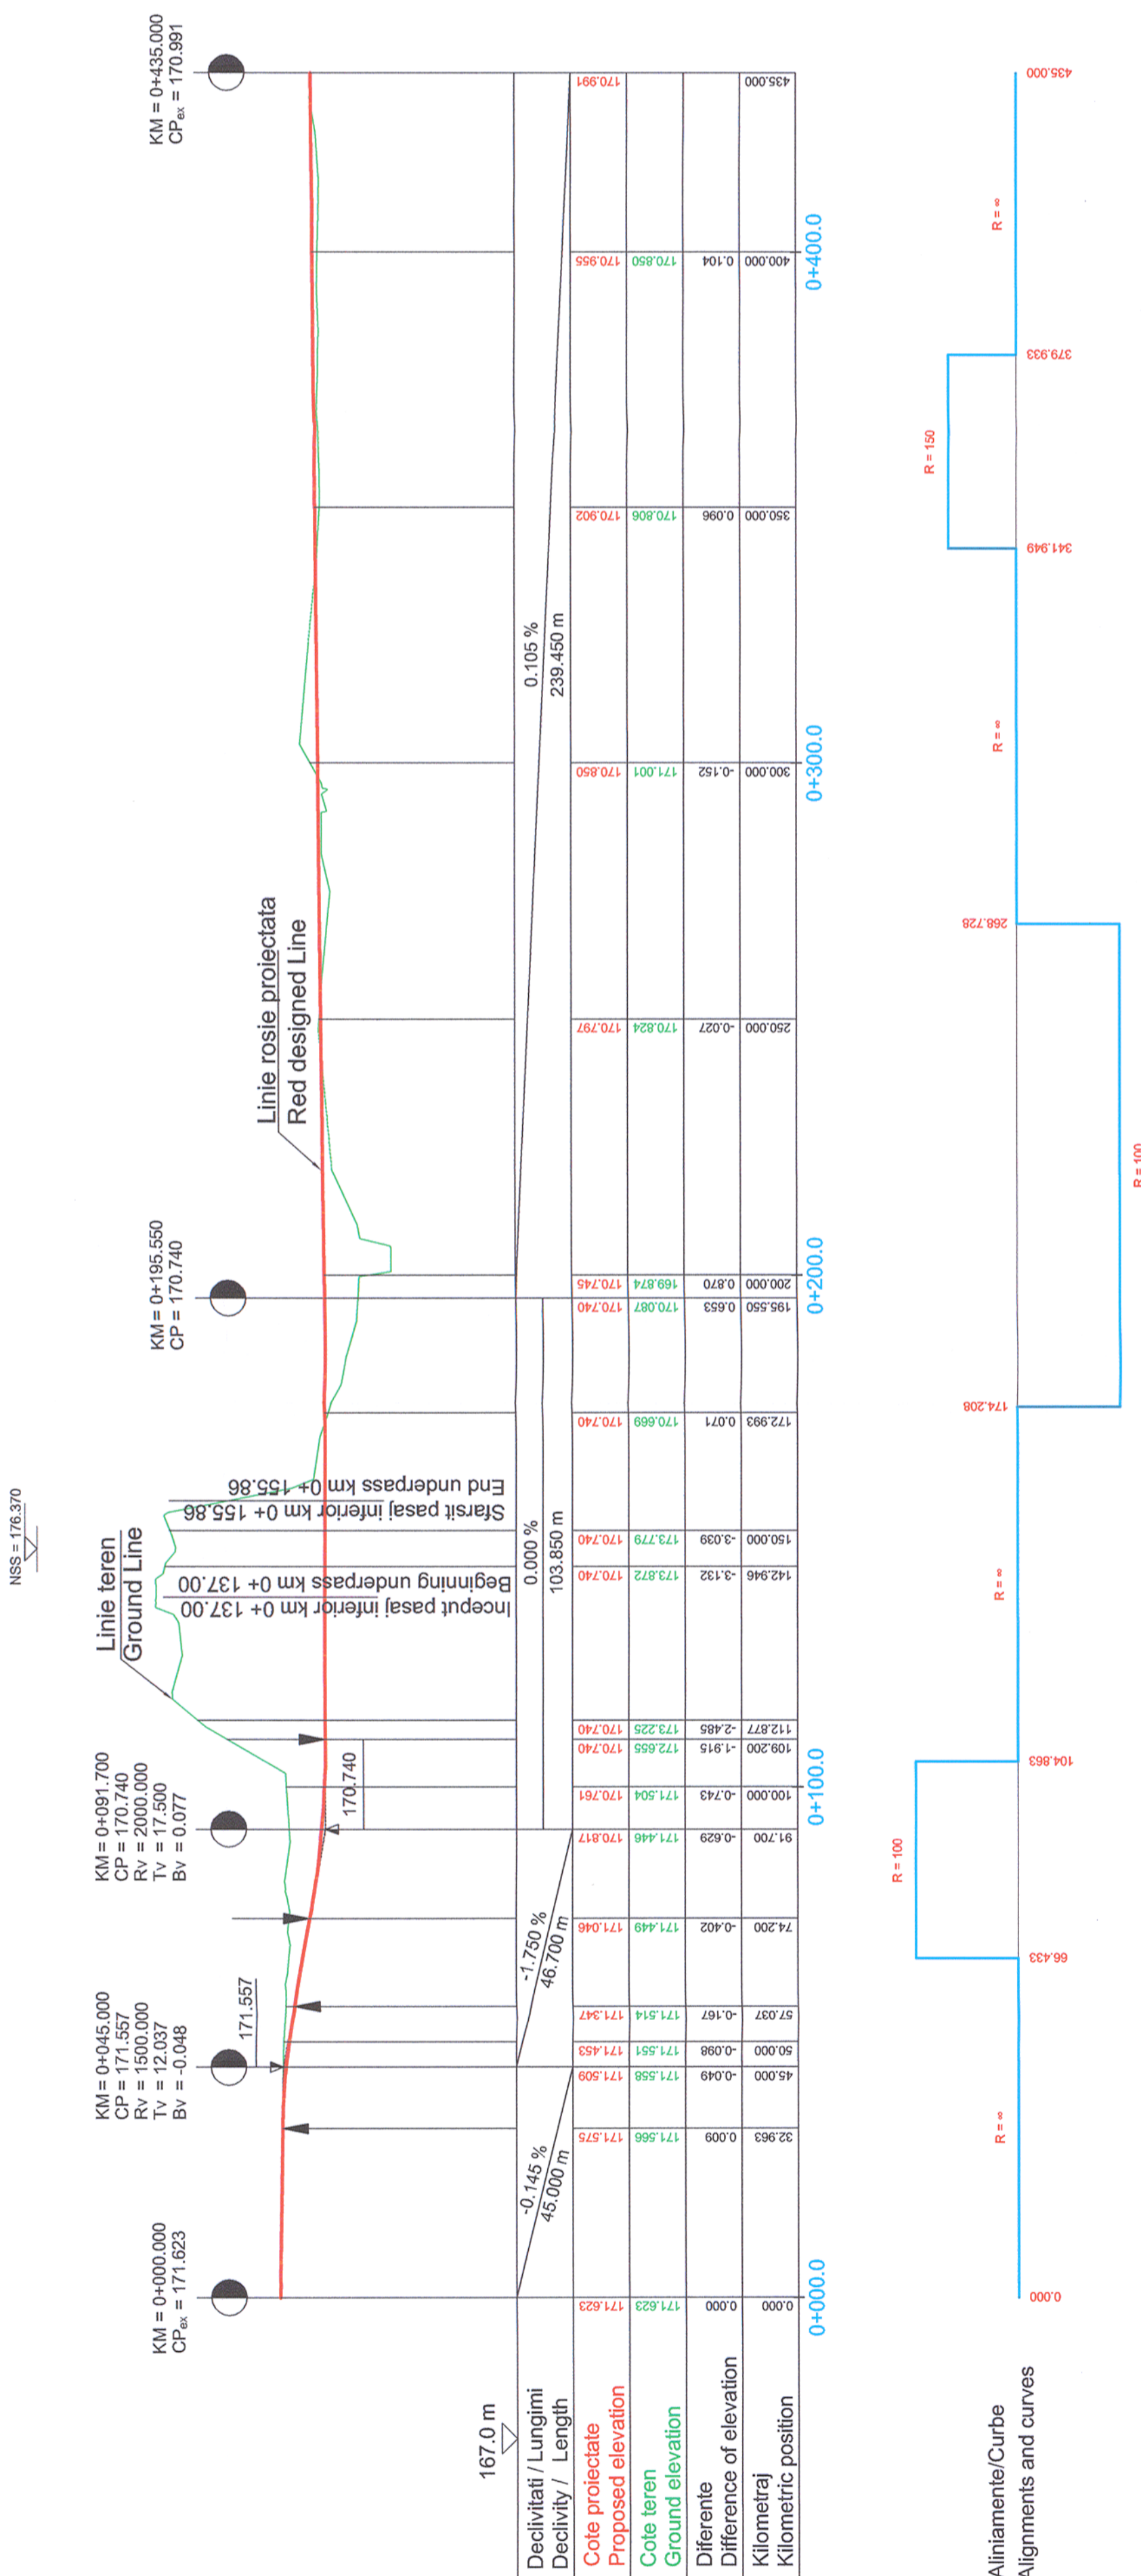 NSS = 176.370
KM = 0+000.000
CPex = 171.623
KM = 0+045.000
CP = 171.557
Rv = 1500.000
Tv = 12.037
Bv = -0.048
KM = 0+091.700
CP = 170.740
Rv = 2000.000
Tv = 17.500
Bv = 0.077
KM = 0+195.550
CP = 170.740
KM = 0+435.000
CPex = 170.991
Linie teren
Ground Line
Linie rosie proiectata
Red designed Line
171.557
170.740
Inceput pasaj inferior km 0+ 137.00
Beginning underpass km 0+ 137.00
Sfarsit pasaj inferior km 0+ 155.86
End underpass km 0+ 155.86
167.0 m
Declivitati / Lungimi
Declivity / Length
-0.145 %
45.000 m
-1.750 %
46.700 m
0.000 %
103.850 m
0.105 %
239.450 m
Cote proiectate
Proposed elevation
171.623 171.575 171.509 171.453 171.347 171.046 170.817 170.761 170.740 170.740 170.740 170.740 170.740 170.740 170.745 170.797 170.850 170.902 170.955 170.991
Cote teren
Ground elevation
171.623 171.566 171.558 171.551 171.514 171.449 171.446 171.504 172.655 173.225 173.872 173.779 170.669 170.087 169.874 170.824 171.001 170.806 170.850
Diferente
Difference of elevation
0.000 0.009 -0.049 -0.098 -0.167 -0.402 -0.629 -0.743 -1.915 -2.485 -3.132 -3.039 0.071 0.653 0.870 -0.027 -0.152 0.096 0.104
Kilometraj
Kilometric position
0.000 32.963 45.000 50.000 57.037 74.200 91.700 100.000 109.200 112.877 142.946 150.000 172.993 195.550 200.000 250.000 300.000 350.000 400.000 435.000
0+000.0 0+100.0 0+200.0 0+300.0 0+400.0
Aliniamente/Curbe
Alignments and curves
0.000
R = ∞
66.433
R = 100
104.863
R = ∞
174.208
R = 100
268.728
R = ∞
341.949
R = 150
379.933
R = ∞
435.000